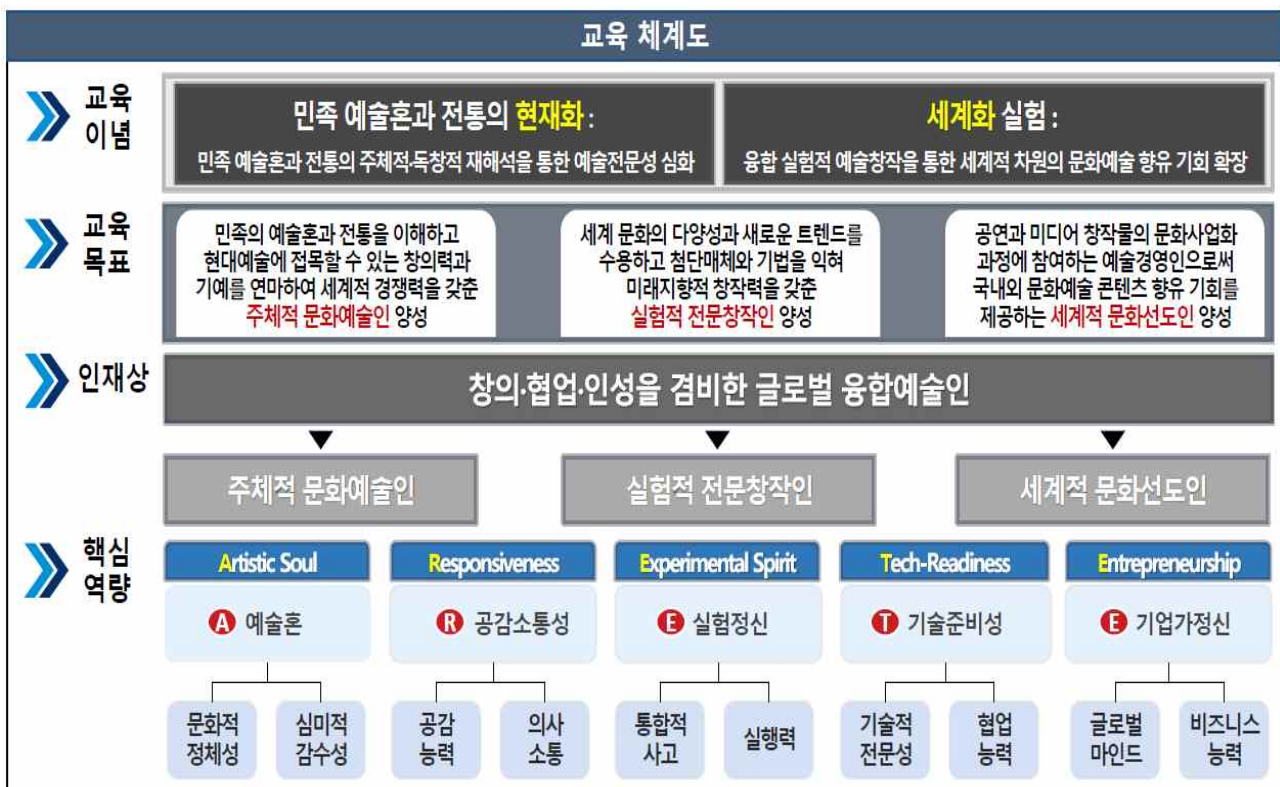 교육 체계도
교육
이념
민족 예술혼과 전통의 현재화 :
민족 예술혼과 전통의 주체적·독창적 재해석을 통한 예술전문성 심화
세계화 실험 :
융합 실험적 예술창작을 통한 세계적 차원의 문화예술 향유 기회 확장
교육
목표
민족의 예술혼과 전통을 이해하고
현대예술에 접목할 수 있는 창의력과
기예를 연마하여 세계적 경쟁력을 갖춘
주체적 문화예술인 양성
세계 문화의 다양성과 새로운 트렌드를
수용하고 첨단매체와 기법을 익혀
미래지향적 창작력을 갖춘
실험적 전문창작인 양성
공연과 미디어 창작물의 문화사업화
과정에 참여하는 예술경영인으로써
국내외 문화예술 콘텐츠 향유 기회를
제공하는 세계적 문화선도인 양성
인재상
창의·협업·인성을 겸비한 글로벌 융합예술인
주체적 문화예술인
실험적 전문창작인
세계적 문화선도인
핵심
역량
Artistic Soul
A 예술혼
문화적
정체성
심미적
감수성
Responsiveness
R 공감소통성
공감
능력
의사
소통
Experimental Spirit
E 실험정신
통합적
사고
실행력
Tech-Readiness
T 기술준비성
기술적
전문성
협업
능력
Entrepreneurship
E 기업가정신
글로벌
마인드
비즈니스
능력